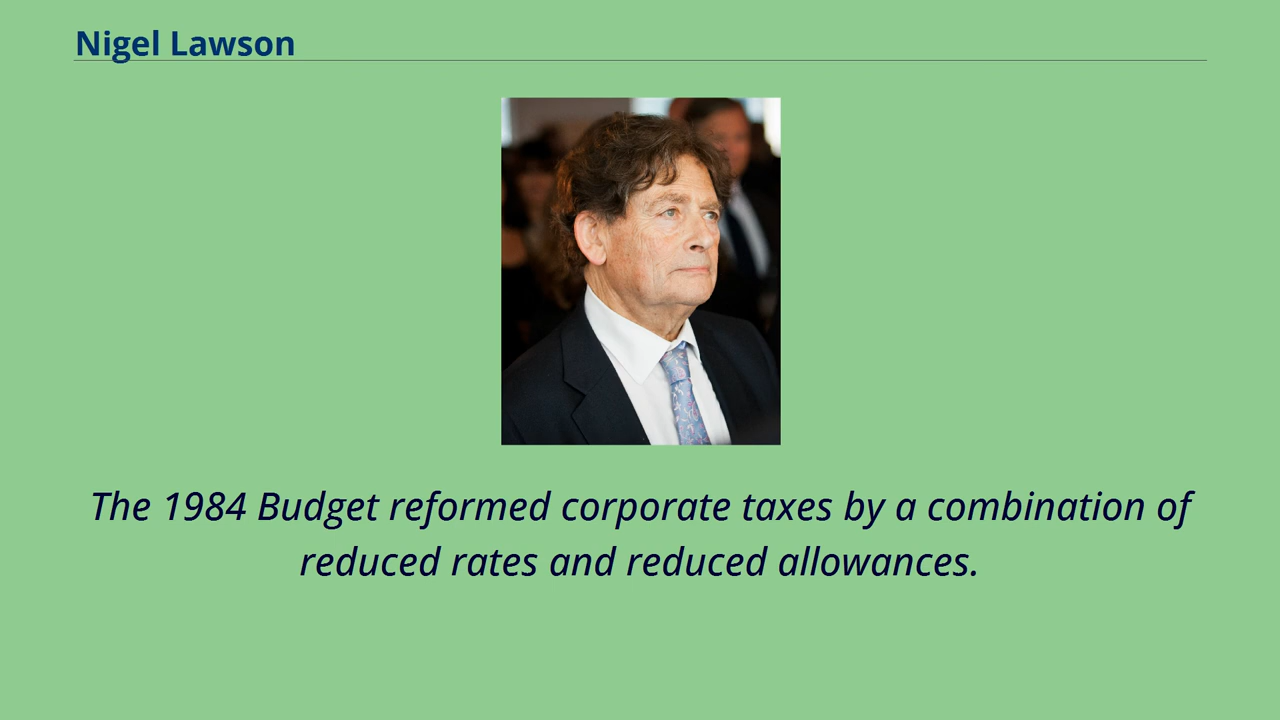 Nigel Lawson
The 1984 Budget reformed corporate taxes by a combination of
reduced rates and reduced allowances.